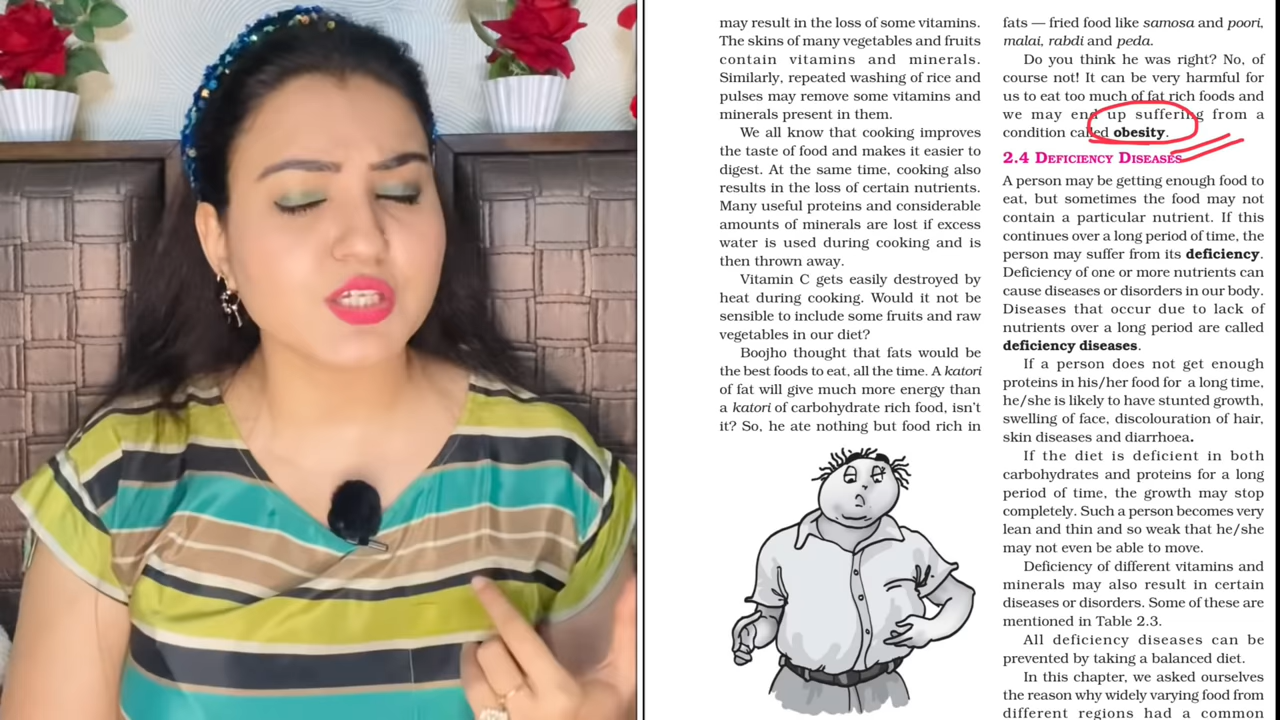 may result in the loss of some vitamins.
The skins of many vegetables and fruits
contain vitamins and minerals.
Similarly, repeated washing of rice and
pulses may remove some vitamins and
minerals present in them.
We all know that cooking improves
the taste of food and makes it easier to
digest. At the same time, cooking also
results in the loss of certain nutrients.
Many useful proteins and considerable
amounts of minerals are lost if excess
water is used during cooking and is
then thrown away.
Vitamin C gets easily destroyed by
heat during cooking. Would it not be
sensible to include some fruits and raw
vegetables in our diet?
Boojho thought that fats would be
the best foods to eat, all the time. A katori
of fat will give much more energy than
a katori of carbohydrate rich food, isn't
it? So, he ate nothing but food rich in
fats — fried food like samosa and poori,
malai, rabdi and peda.
Do you think he was right? No, of
course not! It can be very harmful for
us to eat too much of fat rich foods and
we may end up suffering from a
condition called obesity.
2.4 Deficiency Diseases
A person may be getting enough food to
eat, but sometimes the food may not
contain a particular nutrient. If this
continues over a long period of time, the
person may suffer from its deficiency.
Deficiency of one or more nutrients can
cause diseases or disorders in our body.
Diseases that occur due to lack of
nutrients over a long period are called
deficiency diseases.
If a person does not get enough
proteins in his/her food for a long time,
he/she is likely to have stunted growth,
swelling of face, discolouration of hair,
skin diseases and diarrhoea.
If the diet is deficient in both
carbohydrates and proteins for a long
period of time, the growth may stop
completely. Such a person becomes very
lean and thin and so weak that he/she
may not even be able to move.
Deficiency of different vitamins and
minerals may also result in certain
diseases or disorders. Some of these are
mentioned in Table 2.3.
All deficiency diseases can be
prevented by taking a balanced diet.
In this chapter, we asked ourselves
the reason why widely varying food from
different regions had a common